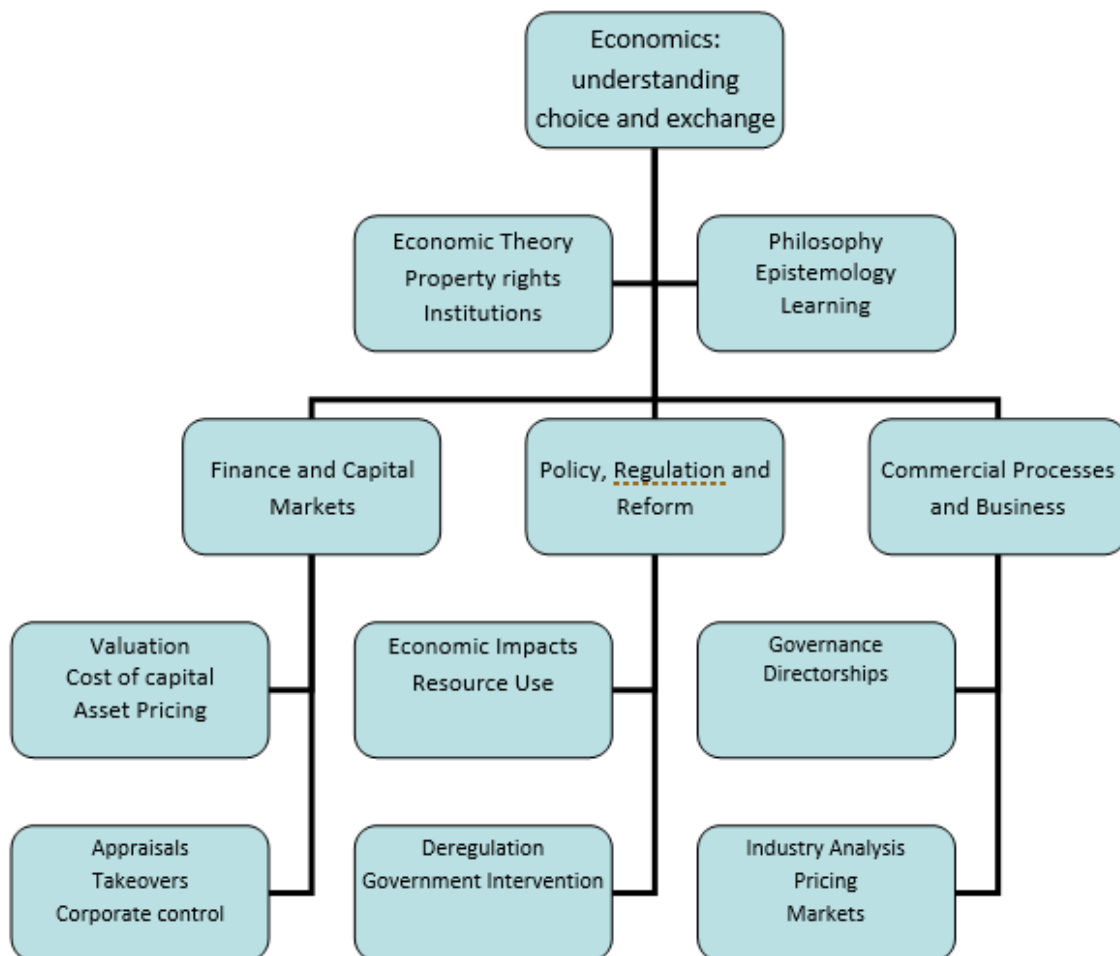 Economics:
understanding
choice and exchange
Economic Theory
Property rights
Institutions
Philosophy
Epistemology
Learning
Finance and Capital
Markets
Policy, Regulation and
Reform
Commercial Processes
and Business
Valuation
Cost of capital
Asset Pricing
Economic Impacts
Resource Use
Governance
Directorships
Appraisals
Takeovers
Corporate control
Deregulation
Government Intervention
Industry Analysis
Pricing
Markets